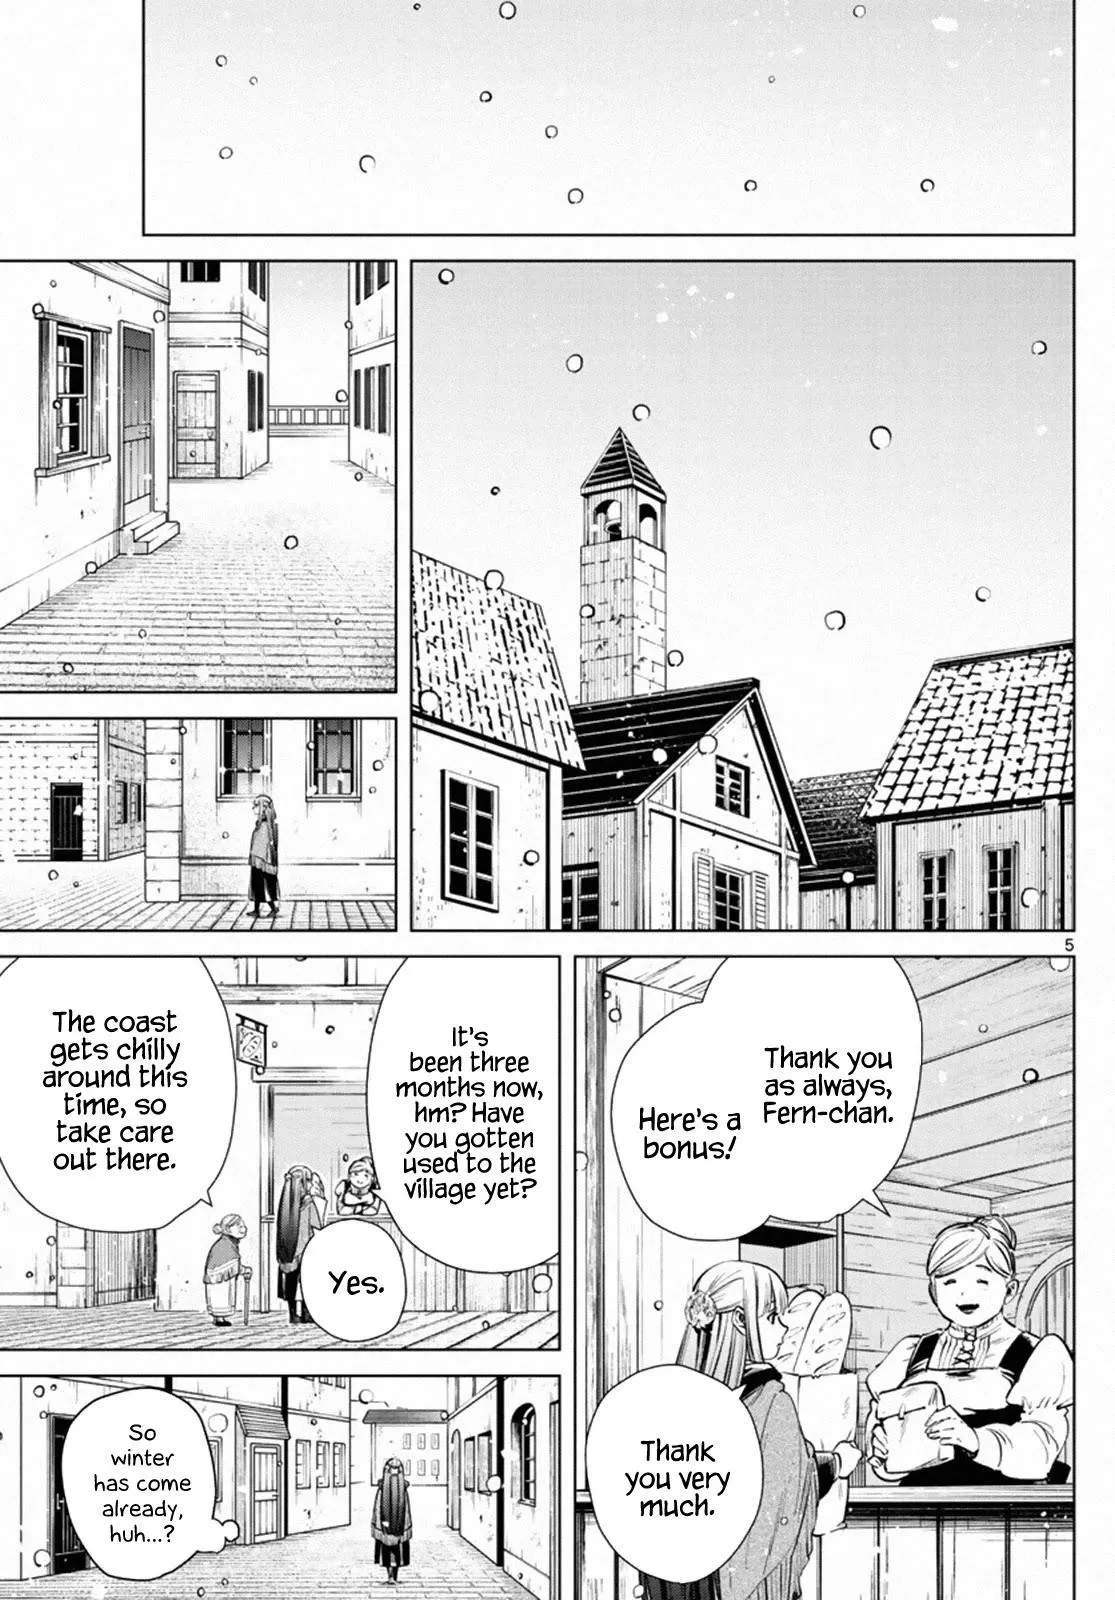 5
Thank you
as always,
Fern-chan.
Here's a
bonus!
Thank
you very
much.
It's
been three
months now,
hm? Have
you gotten
used to the
village yet?
Yes.
The coast
gets chilly
around this
time, so
take care
out there.
So
winter
has come
already,
huh...?